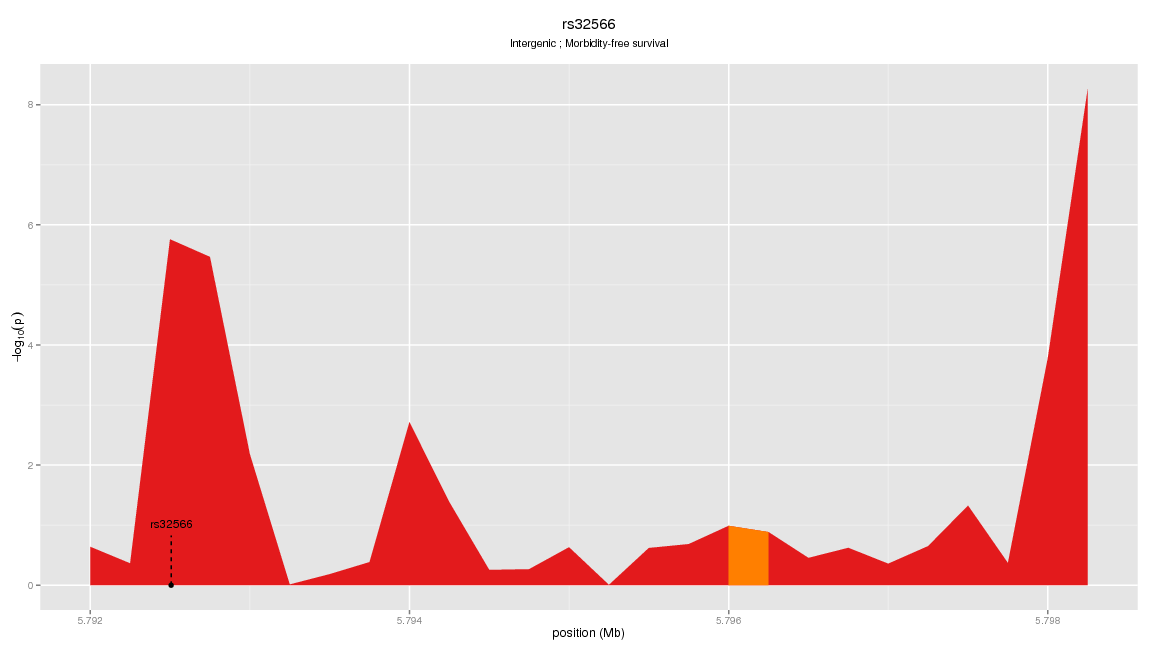 rs32566
Intergenic ; Morbidity-free survival
8
6
4
2
0
−log10(p)
rs32566
5.792
5.794
5.796
5.798
position (Mb)